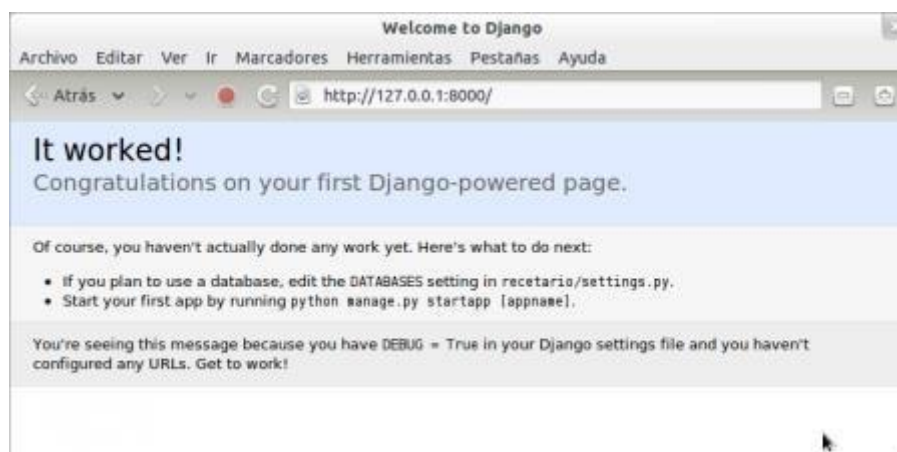 Welcome to Django
Archivo Editar Ver Ir Marcadores Herramientas Pestañas Ayuda
Atrás http://127.0.0.1:8000/
It worked!
Congratulations on your first Django-powered page.
Of course, you haven't actually done any work yet. Here's what to do next:
• If you plan to use a database, edit the DATABASES setting in recetario/settings.py.
• Start your first app by running python manage.py startapp [appname].
You're seeing this message because you have DEBUG = True in your Django settings file and you haven't
configured any URLs. Get to work!